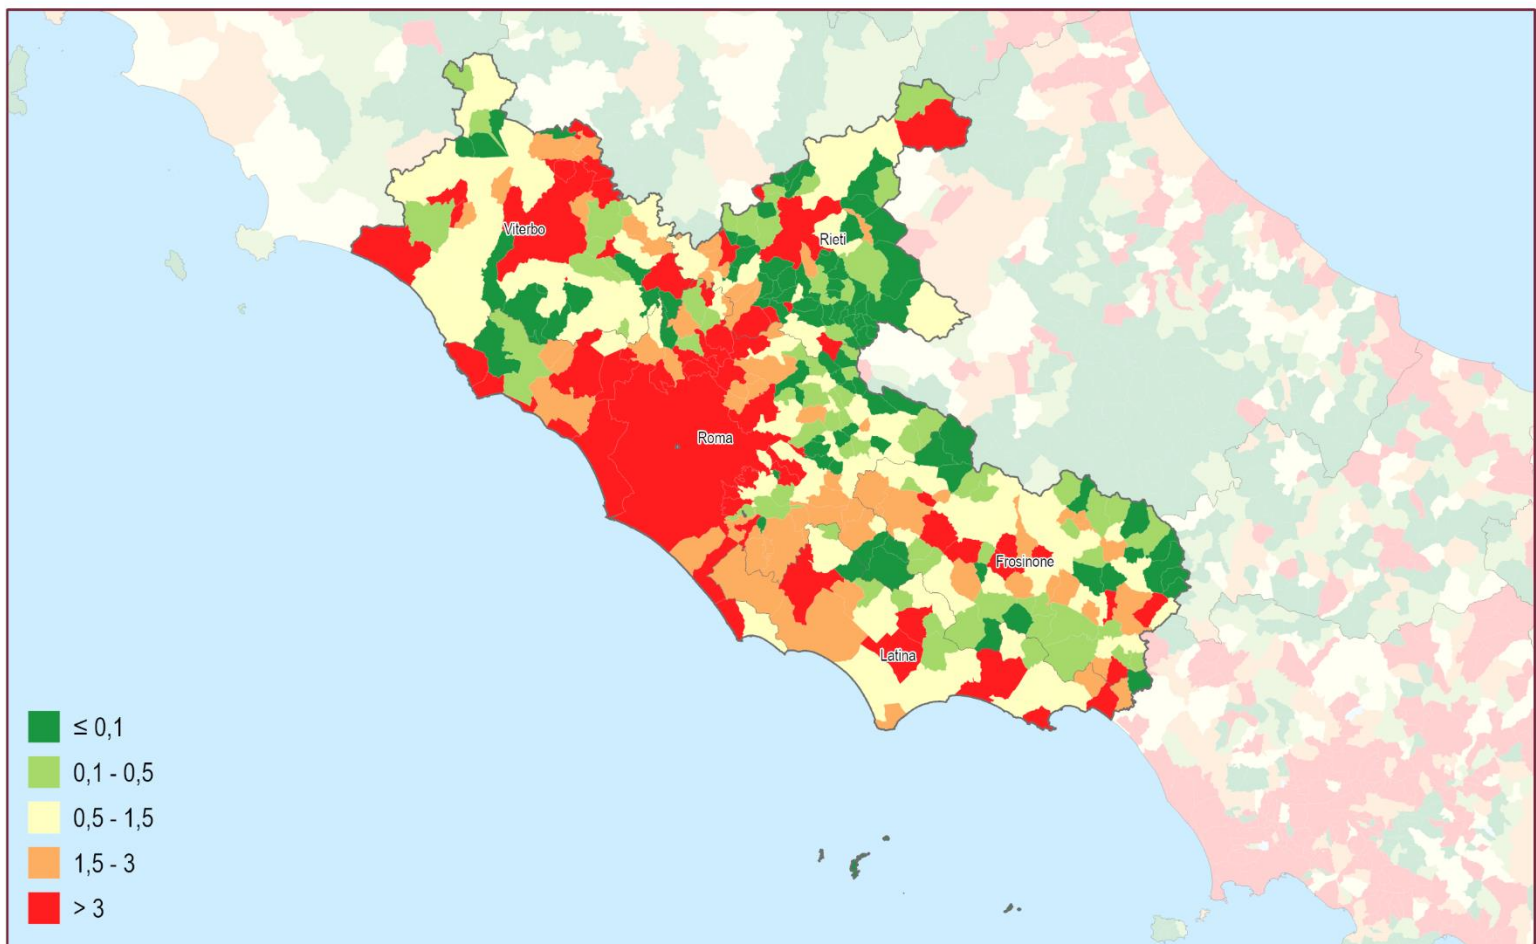 Viterbo
Rieti
Roma
Frosinone
Latina
≤ 0,1
0,1 - 0,5
0,5 - 1,5
1,5 - 3
> 3